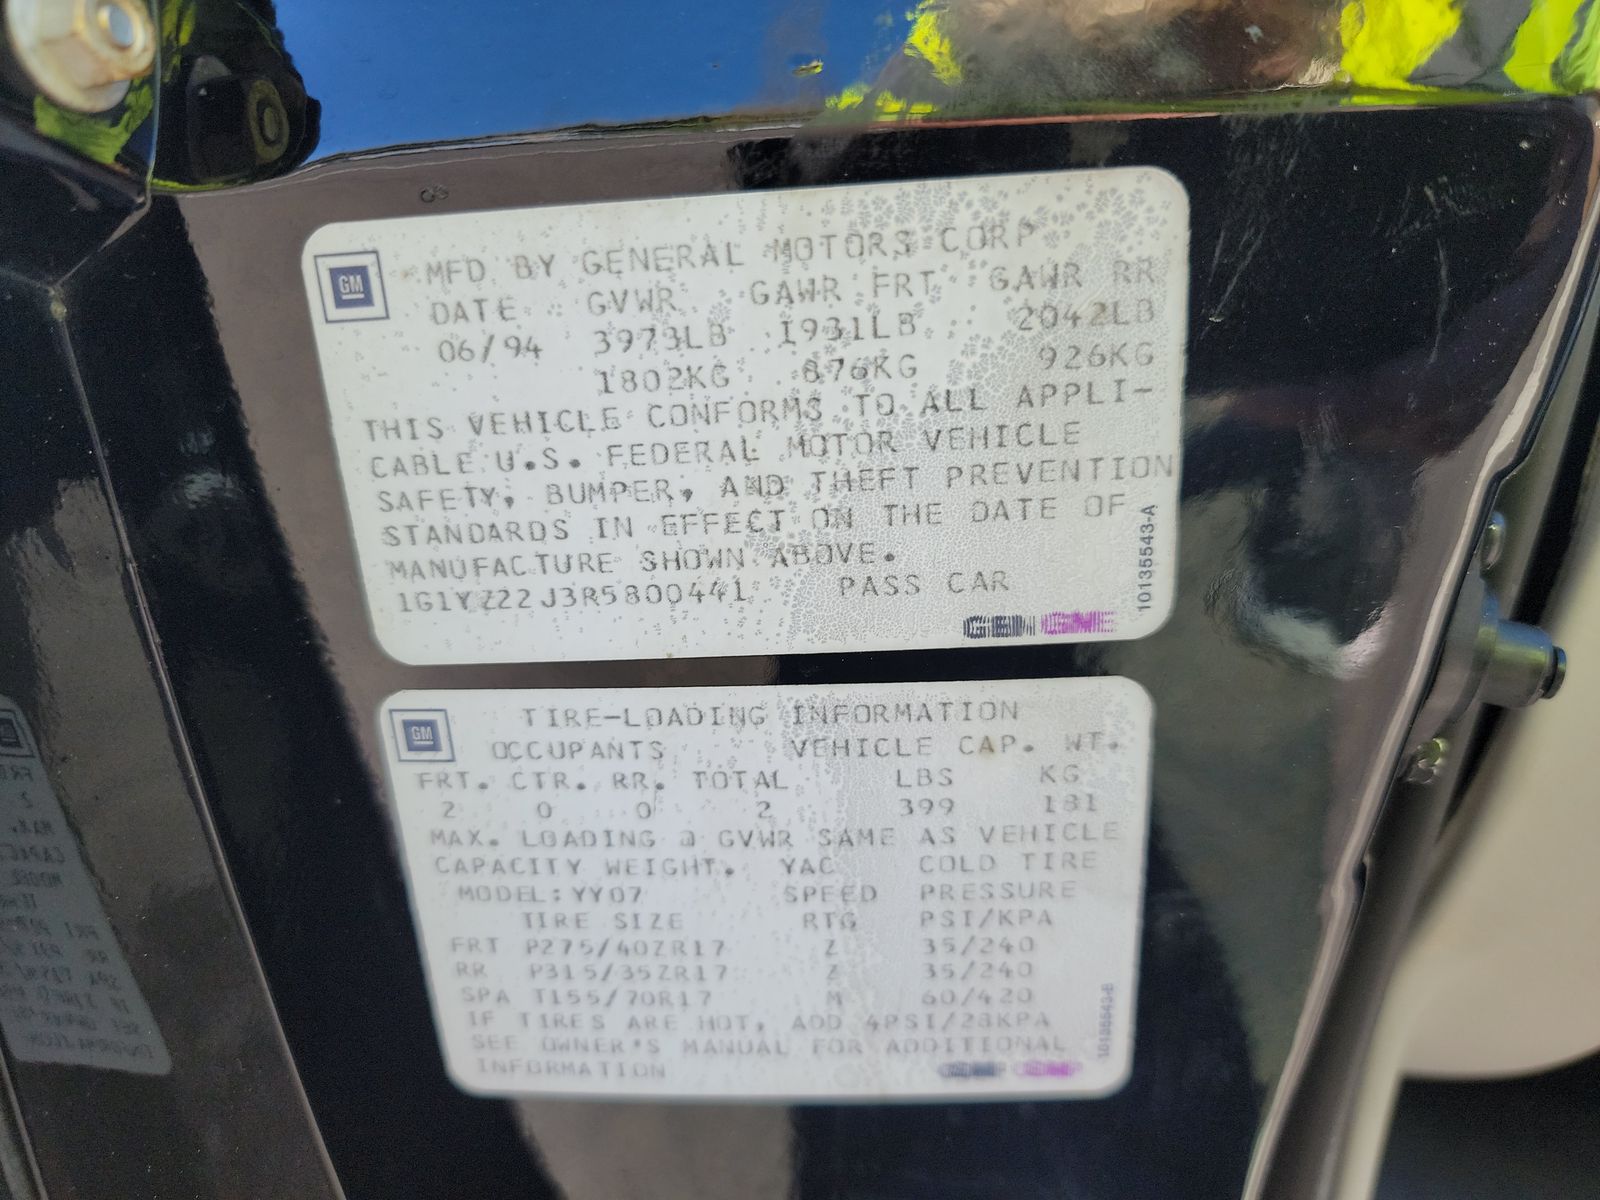 GM
MFD BY GENERAL MOTORS CORP
DATE GVWR GAWR FRT GAWR RR
06/94 3973LB 1931LB 2042LB
1802KG 876KG 926KG
THIS VEHICLE CONFORMS TO ALL APPLI-
CABLE U.S. FEDERAL MOTOR VEHICLE
SAFETY, BUMPER, AND THEFT PREVENTION
STANDARDS IN EFFECT ON THE DATE OF
MANUFACTURE SHOWN ABOVE.
1G1YZ22J3R5800441 PASS CAR
10135543-A
GM
TIRE-LOADING INFORMATION
OCCUPANTS VEHICLE CAP. WT.
FRT. CTR. RR. TOTAL LBS KG
2 0 0 2 399 181
MAX. LOADING @ GVWR SAME AS VEHICLE
CAPACITY WEIGHT. YAC COLD TIRE
MODEL:YY07 SPEED PRESSURE
TIRE SIZE RTG PSI/KPA
FRT P275/40ZR17 Z 35/240
RR P315/35ZR17 Z 35/240
SPA T155/70R17 M 60/420
IF TIRES ARE HOT, ADD 4PSI/28KPA
SEE OWNER'S MANUAL FOR ADDITIONAL
INFORMATION
10135543-B